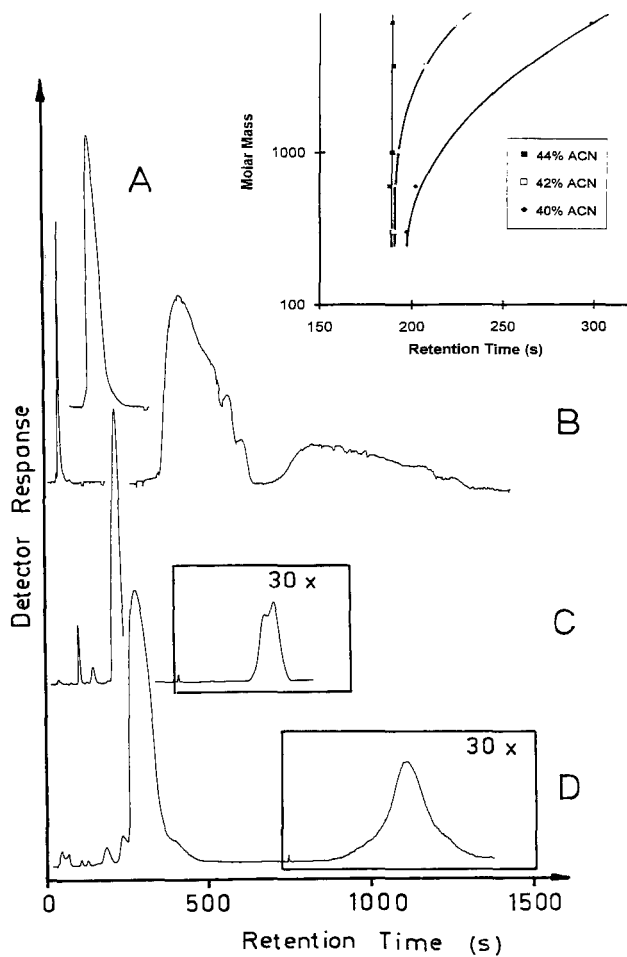 A
B
C
D
30 x
30 x
Detector Response
0
500
1000
1500
Retention Time (s)
Molar Mass
1000
100
150
200
250
300
Retention Time (s)
44% ACN
42% ACN
40% ACN